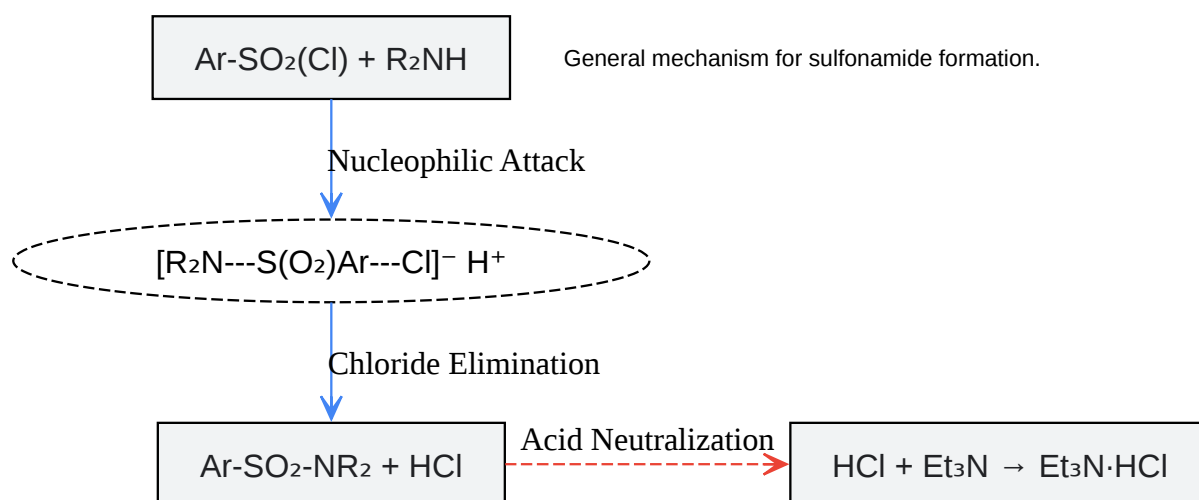 Ar-SO₂(Cl) + R₂NH
General mechanism for sulfonamide formation.
Nucleophilic Attack
[R₂N---S(O₂)Ar---Cl]⁻ H⁺
Chloride Elimination
Ar-SO₂-NR₂ + HCl
Acid Neutralization
HCl + Et₃N → Et₃N·HCl